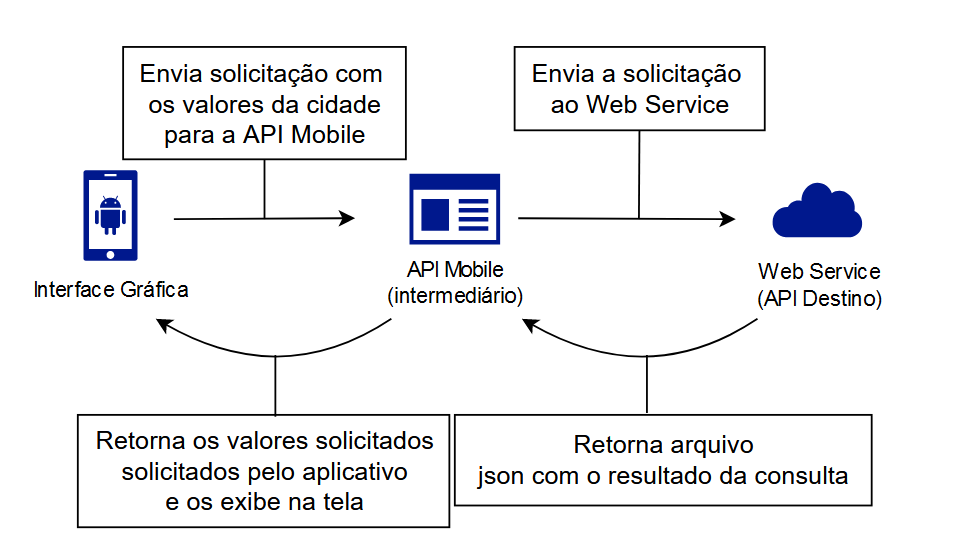 Envia solicitação com
os valores da cidade
para a API Mobile
Envia a solicitação
ao Web Service
Interface Gráfica
API Mobile
(intermediário)
Web Service
(API Destino)
Retorna os valores solicitados
solicitados pelo aplicativo
e os exibe na tela
Retorna arquivo
json com o resultado da consulta